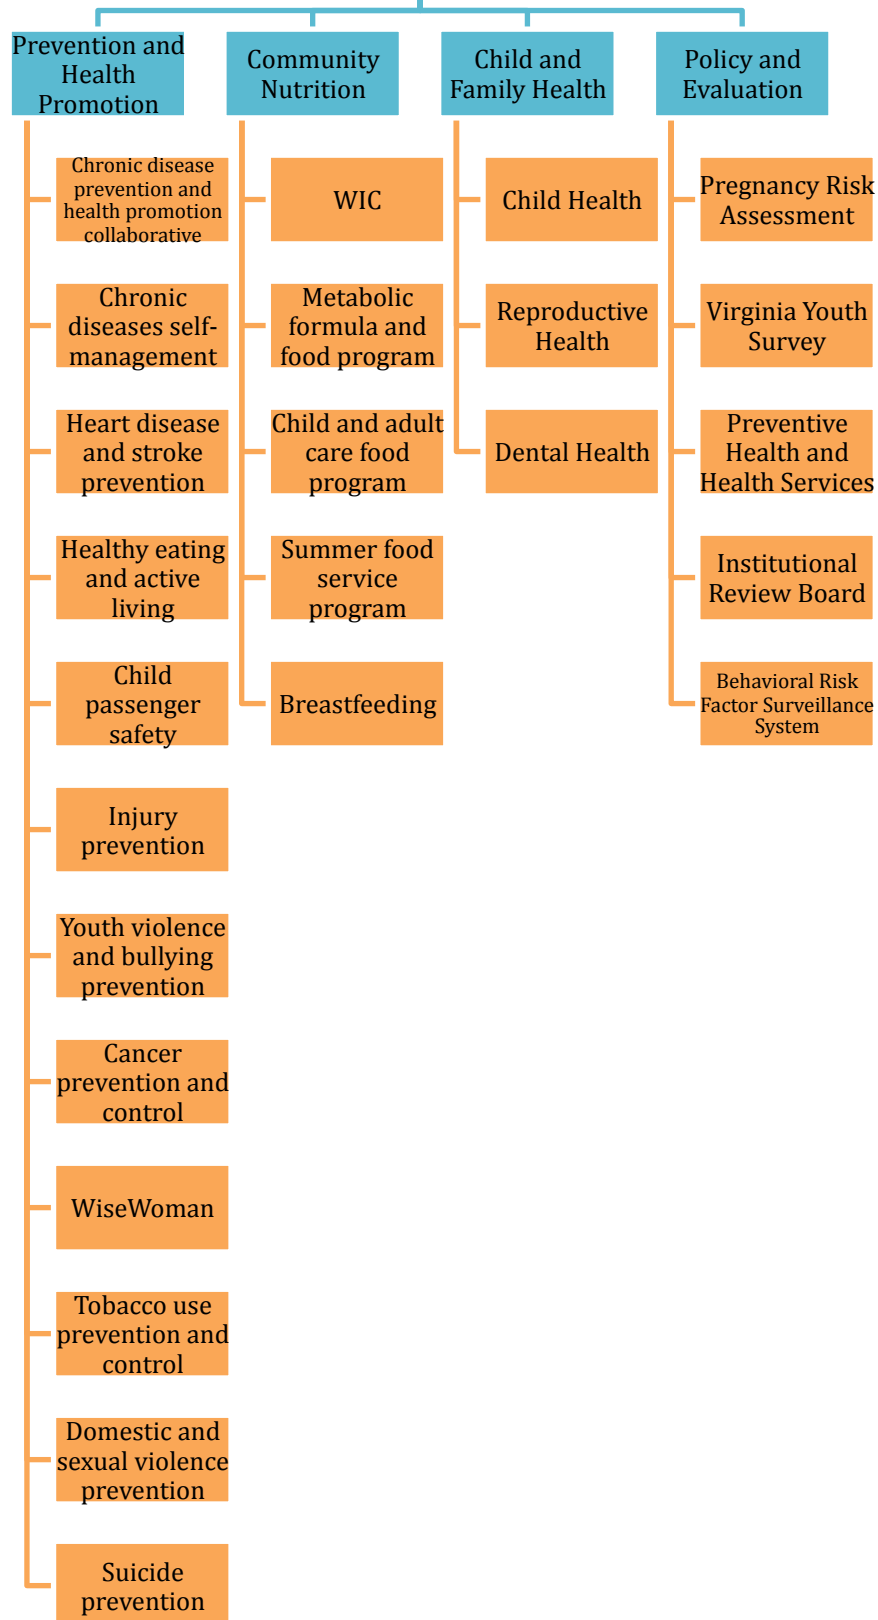 Prevention and
Health
Promotion
Chronic disease
prevention and
health promotion
collaborative
Chronic
diseases self-
management
Heart disease
and stroke
prevention
Healthy eating
and active
living
Child
passenger
safety
Injury
prevention
Youth violence
and bullying
prevention
Cancer
prevention and
control
WiseWoman
Tobacco use
prevention and
control
Domestic and
sexual violence
prevention
Suicide
prevention
Community
Nutrition
WIC
Metabolic
formula and
food program
Child and adult
care food
program
Summer food
service
program
Breastfeeding
Child and
Family Health
Child Health
Reproductive
Health
Dental Health
Policy and
Evaluation
Pregnancy Risk
Assessment
Virginia Youth
Survey
Preventive
Health and
Health Services
Institutional
Review Board
Behavioral Risk
Factor Surveillance
System